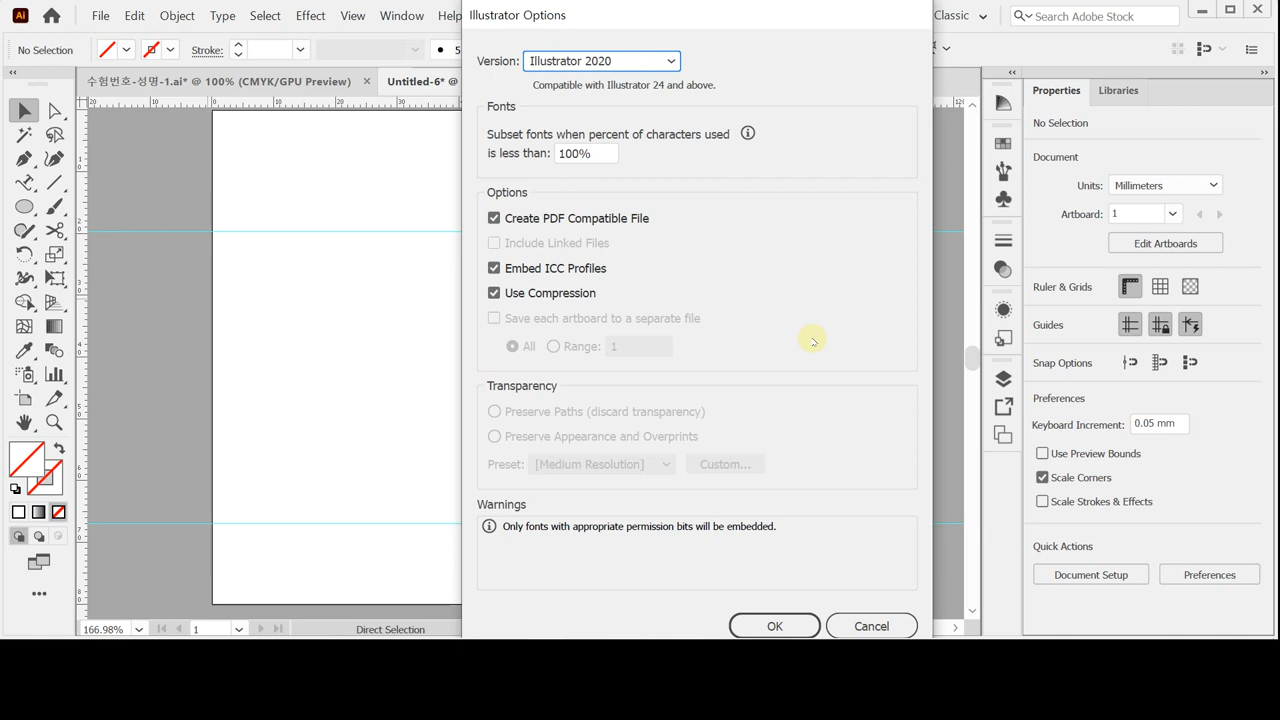 Ai
File Edit Object Type Select Effect View Window Help
Illustrator Options
Classic
Search Adobe Stock
No Selection
Stroke:
5
수험번호-성명-1.ai* @ 100% (CMYK/GPU Preview) ×
Untitled-6* @
Version: Illustrator 2020
Compatible with Illustrator 24 and above.
Fonts
Subset fonts when percent of characters used
is less than: 100%
Options
Create PDF Compatible File
Include Linked Files
Embed ICC Profiles
Use Compression
Save each artboard to a separate file
All Range: 1
Transparency
Preserve Paths (discard transparency)
Preserve Appearance and Overprints
Preset: [Medium Resolution] Custom...
Warnings
Only fonts with appropriate permission bits will be embedded.
OK Cancel
Properties Libraries
No Selection
Document
Units: Millimeters
Artboard: 1
Edit Artboards
Ruler & Grids
Guides
Snap Options
Preferences
Keyboard Increment: 0.05 mm
Use Preview Bounds
Scale Corners
Scale Strokes & Effects
Quick Actions
Document Setup Preferences
166.98% 1 Direct Selection